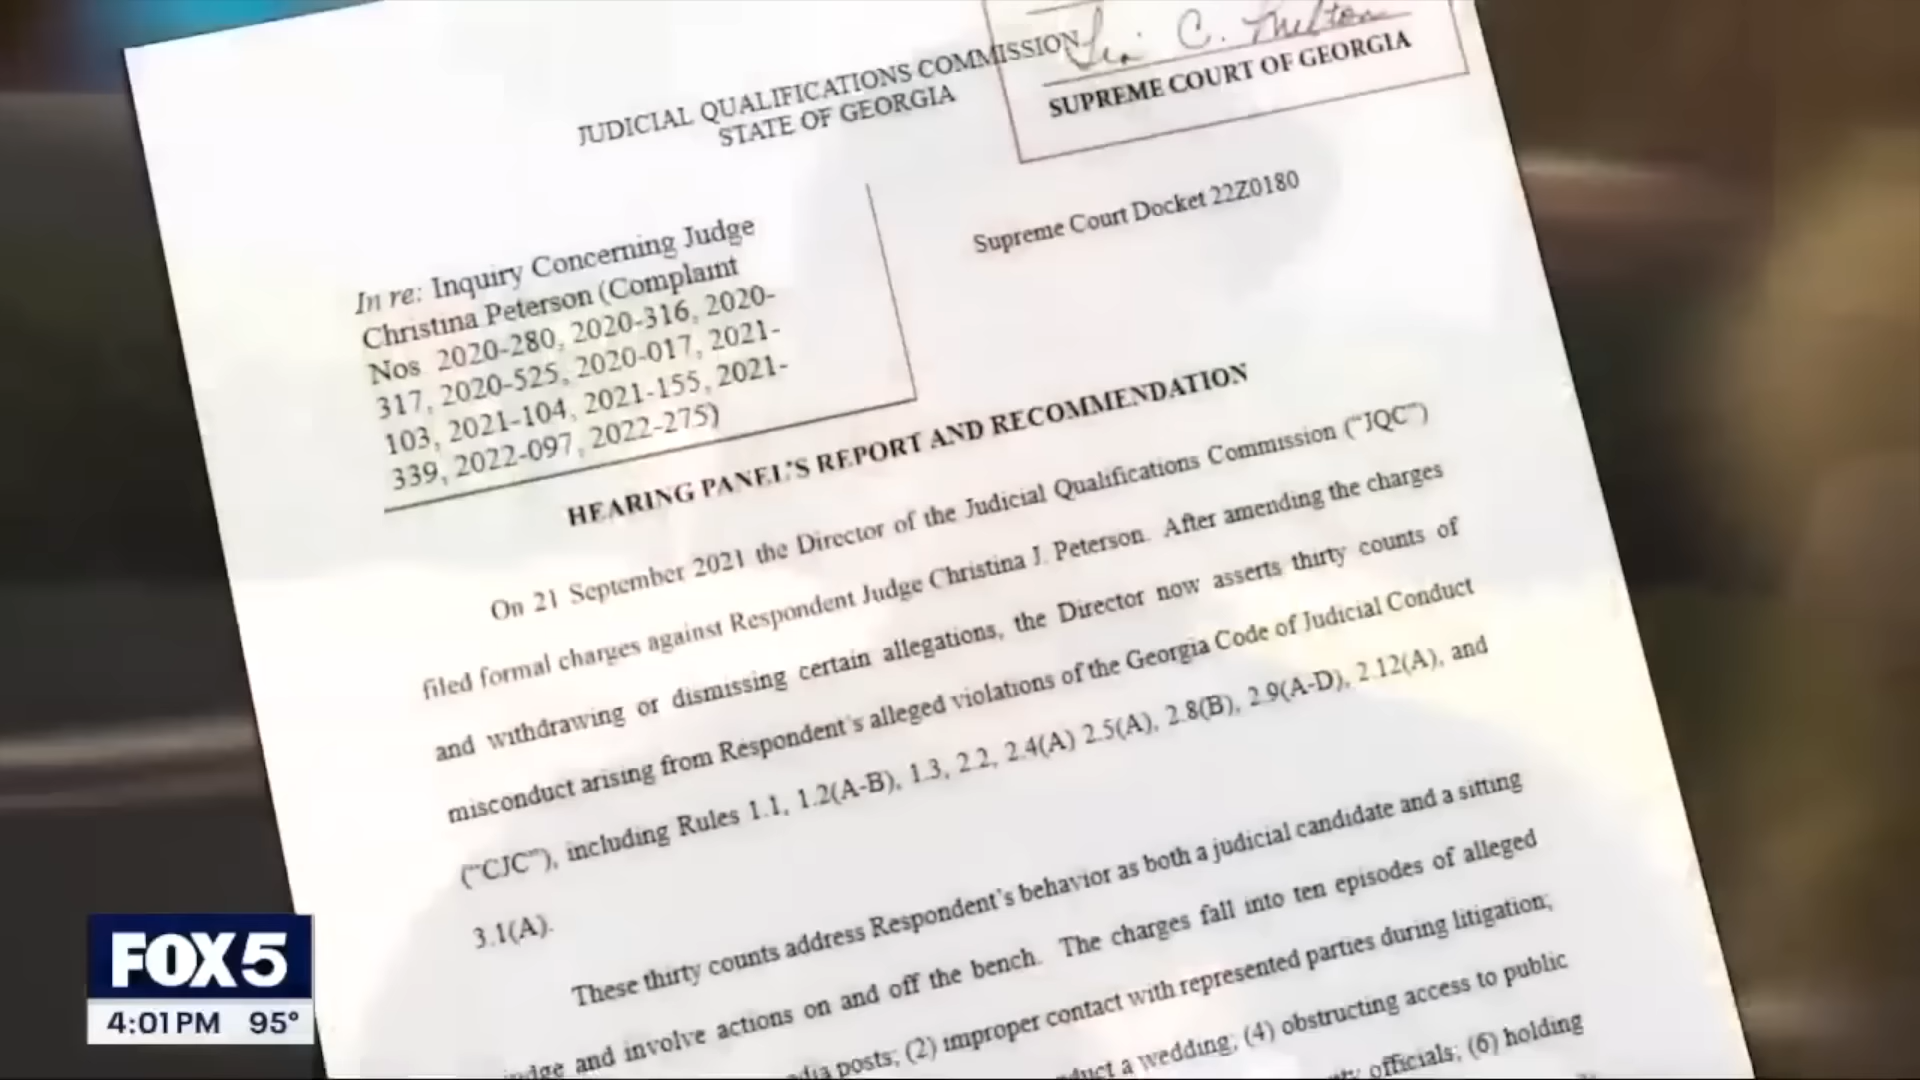 C. Melton
SUPREME COURT OF GEORGIA
JUDICIAL QUALIFICATIONS COMMISSION
STATE OF GEORGIA
Supreme Court Docket 22Z0180
In re: Inquiry Concerning Judge
Christina Peterson (Complaint
Nos 2020-280, 2020-316, 2020-
317, 2020-525, 2020-017, 2021-
103, 2021-104, 2021-155, 2021-
339, 2022-097, 2022-275)
HEARING PANEL'S REPORT AND RECOMMENDATION
On 21 September 2021 the Director of the Judicial Qualifications Commission ("JQC")
filed formal charges against Respondent Judge Christina J. Peterson. After amending the charges
and withdrawing or dismissing certain allegations, the Director now asserts thirty counts of
misconduct arising from Respondent's alleged violations of the Georgia Code of Judicial Conduct
("CJC"), including Rules 1.1, 1.2(A-B), 1.3, 2.2, 2.4(A) 2.5(A), 2.8(B), 2.9(A-D), 2.12(A), and
3.1(A).
These thirty counts address Respondent's behavior as both a judicial candidate and a sitting
and involve actions on and off the bench. The charges fall into ten episodes of alleged
posts; (2) improper contact with represented parties during litigation;
a wedding; (4) obstructing access to public
officials; (6) holding
FOX 5
4:01 PM 95°